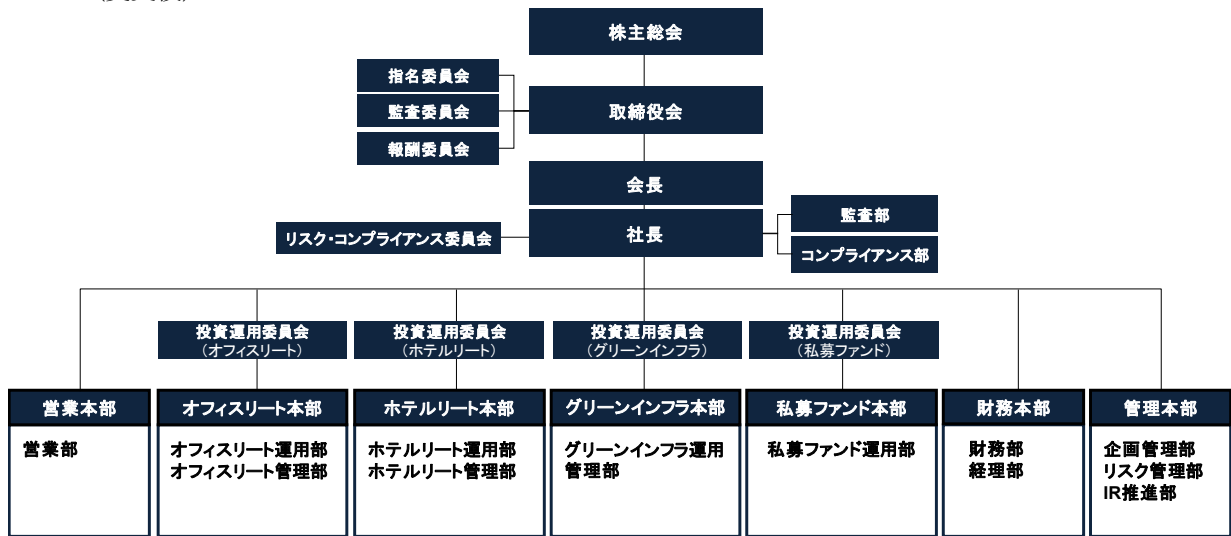 株主総会
指名委員会
監査委員会
報酬委員会
取締役会
会長
社長
リスク・コンプライアンス委員会
監査部
コンプライアンス部
投資運用委員会
（オフィスリート）
投資運用委員会
（ホテルリート）
投資運用委員会
（グリーンインフラ）
投資運用委員会
（私募ファンド）
営業本部
営業部
オフィスリート本部
オフィスリート運用部
オフィスリート管理部
ホテルリート本部
ホテルリート運用部
ホテルリート管理部
グリーンインフラ本部
グリーンインフラ運用
管理部
私募ファンド本部
私募ファンド運用部
財務本部
財務部
経理部
管理本部
企画管理部
リスク管理部
IR推進部